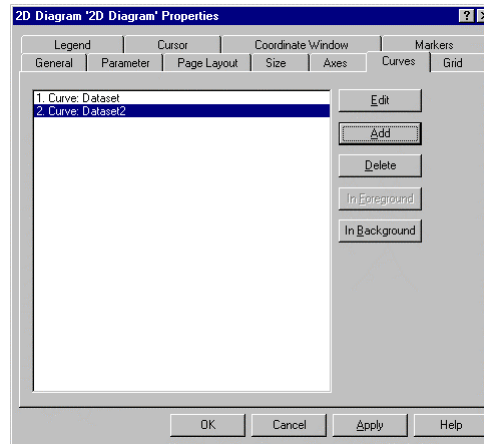 2D Diagram '2D Diagram' Properties
Legend Cursor Coordinate Window Markers
General Parameter Page Layout Size Axes Curves Grid
1. Curve: Dataset
2. Curve: Dataset2
Edit
Add
Delete
In Foreground
In Background
OK Cancel Apply Help